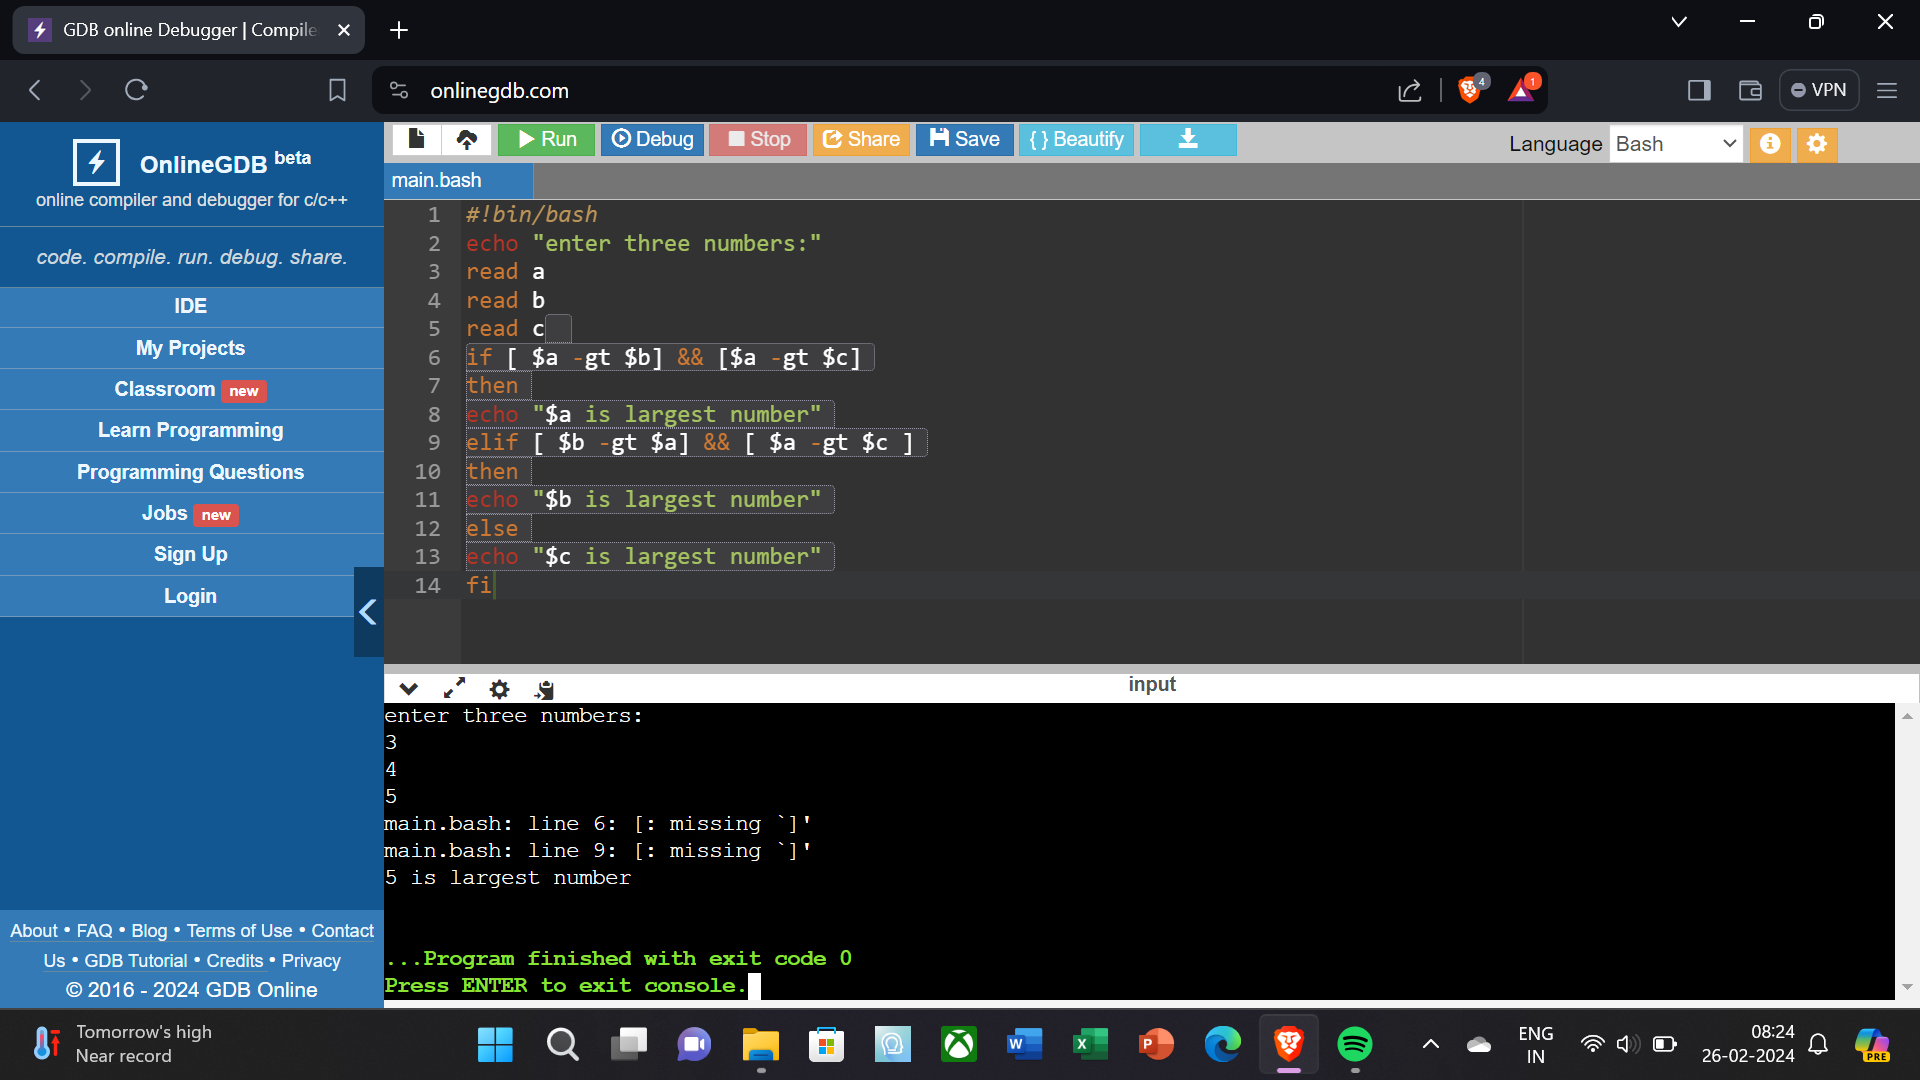 GDB online Debugger | Compile
onlinegdb.com
4
1
VPN
OnlineGDB beta
online compiler and debugger for c/c++
code. compile. run. debug. share.
IDE
My Projects
Classroom new
Learn Programming
Programming Questions
Jobs new
Sign Up
Login
About • FAQ • Blog • Terms of Use • Contact
Us • GDB Tutorial • Credits • Privacy
© 2016 - 2024 GDB Online
Run Debug Stop Share Save { } Beautify
Language Bash
main.bash
1 #!bin/bash
2 echo "enter three numbers:"
3 read a
4 read b
5 read c
6 if [ $a -gt $b] && [$a -gt $c]
7 then
8 echo "$a is largest number"
9 elif [ $b -gt $a] && [ $a -gt $c ]
10 then
11 echo "$b is largest number"
12 else
13 echo "$c is largest number"
14 fi
input
enter three numbers:
3
4
5
main.bash: line 6: [: missing `]'
main.bash: line 9: [: missing `]'
5 is largest number
...Program finished with exit code 0
Press ENTER to exit console.
Tomorrow's high
Near record
W
X
P
ENG
IN
08:24
26-02-2024
PRE